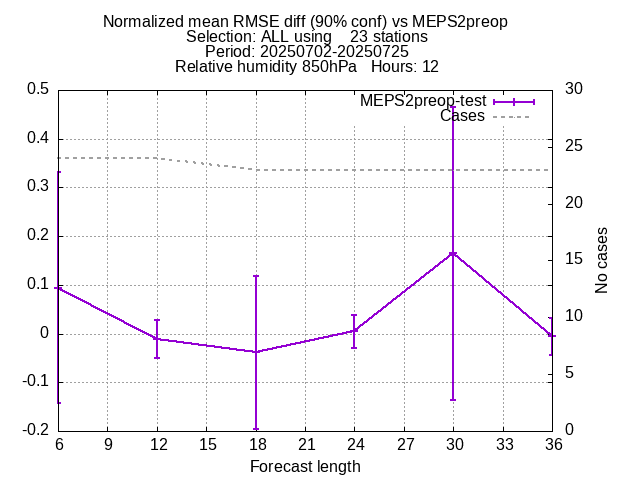 Normalized mean RMSE diff (90% conf) vs MEPS2preop
Selection: ALL using    23 stations
Period: 20250702-20250725
Relative humidity 850hPa   Hours: 12
MEPS2preop-test
Cases
0.5
0.4
0.3
0.2
0.1
0
-0.1
-0.2
30
25
20
15
10
5
0
No cases
6 9 12 15 18 21 24 27 30 33 36
Forecast length